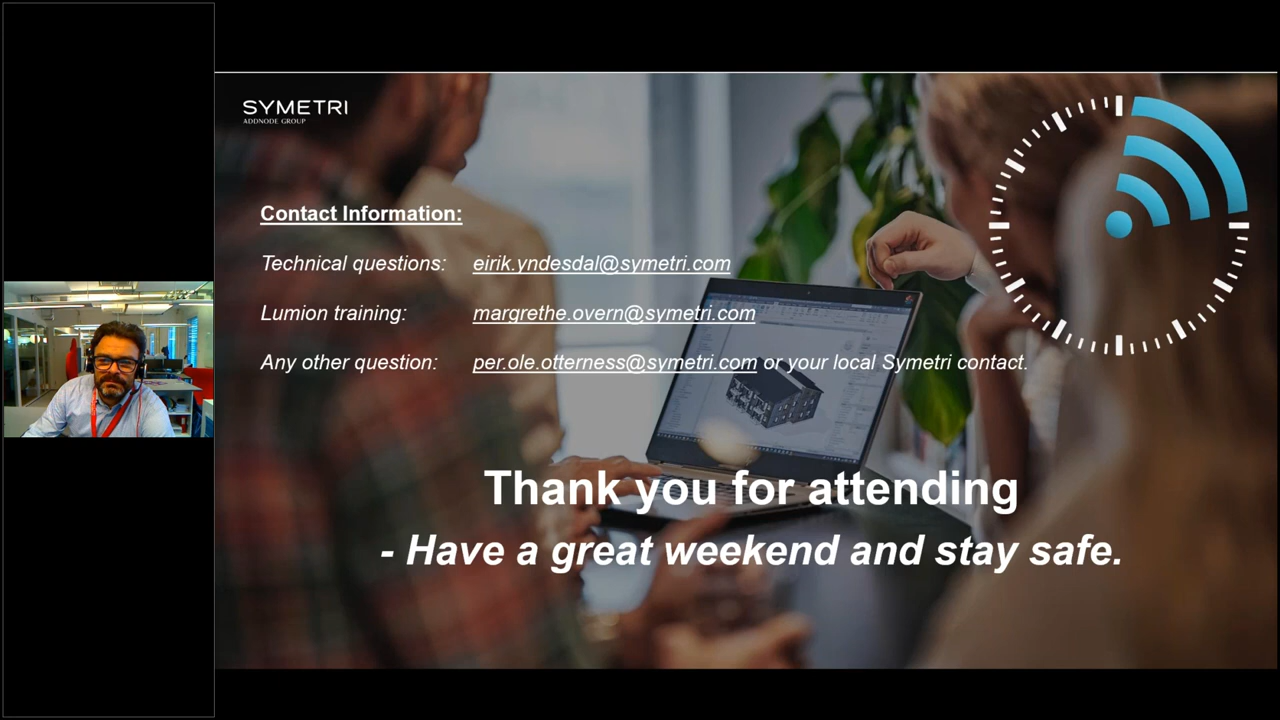 SYMETRI
ADDNODE GROUP
Contact Information:
Technical questions: eirik.yndesdal@symetri.com
Lumion training: margrethe.overn@symetri.com
Any other question: per.ole.otterness@symetri.com or your local Symetri contact.
Thank you for attending
- Have a great weekend and stay safe.